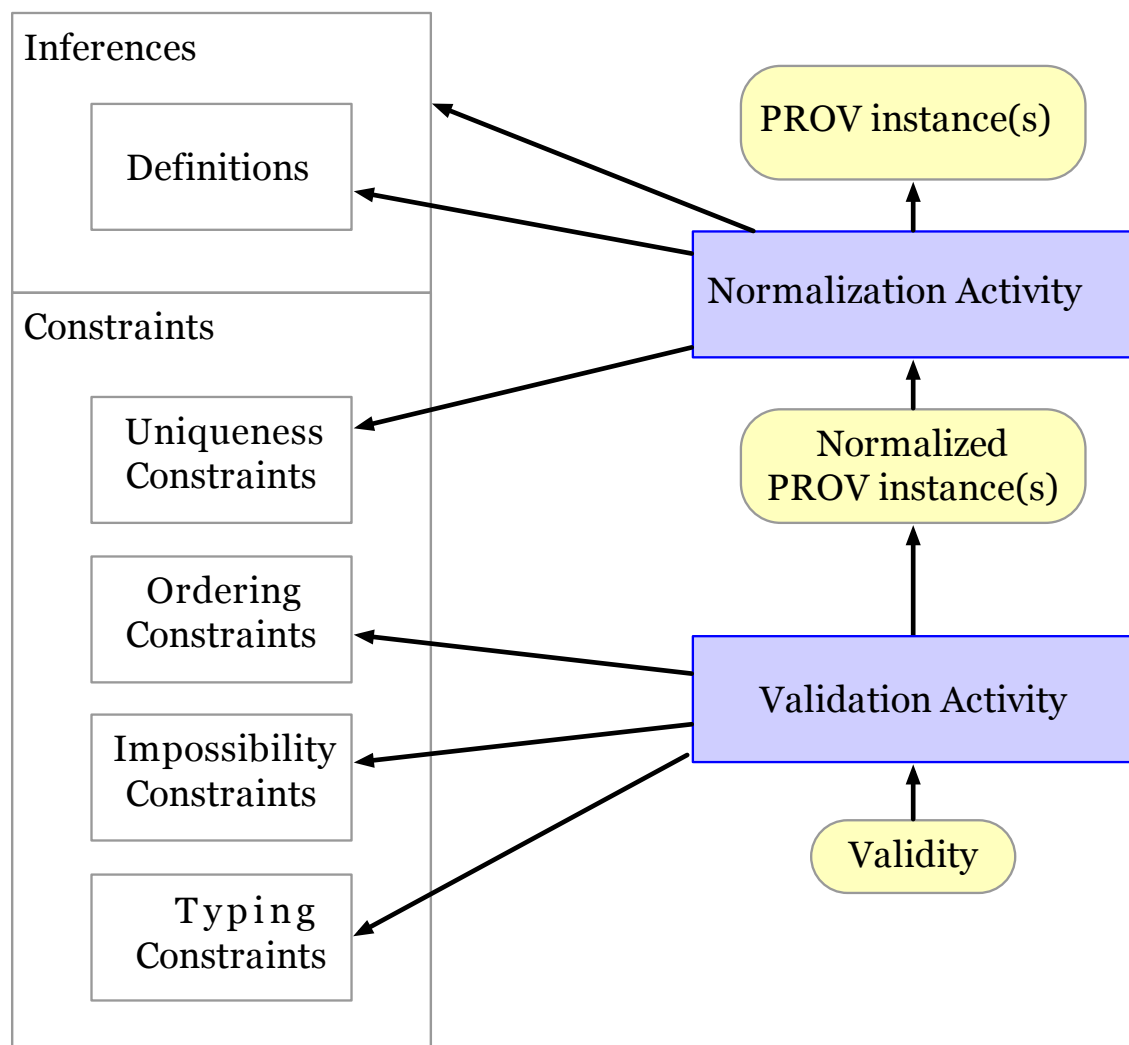 Inferences
Definitions
Constraints
Uniqueness
Constraints
Ordering
Constraints
Impossibility
Constraints
Typing
Constraints
PROV instance(s)
Normalization Activity
Normalized
PROV instance(s)
Validation Activity
Validity